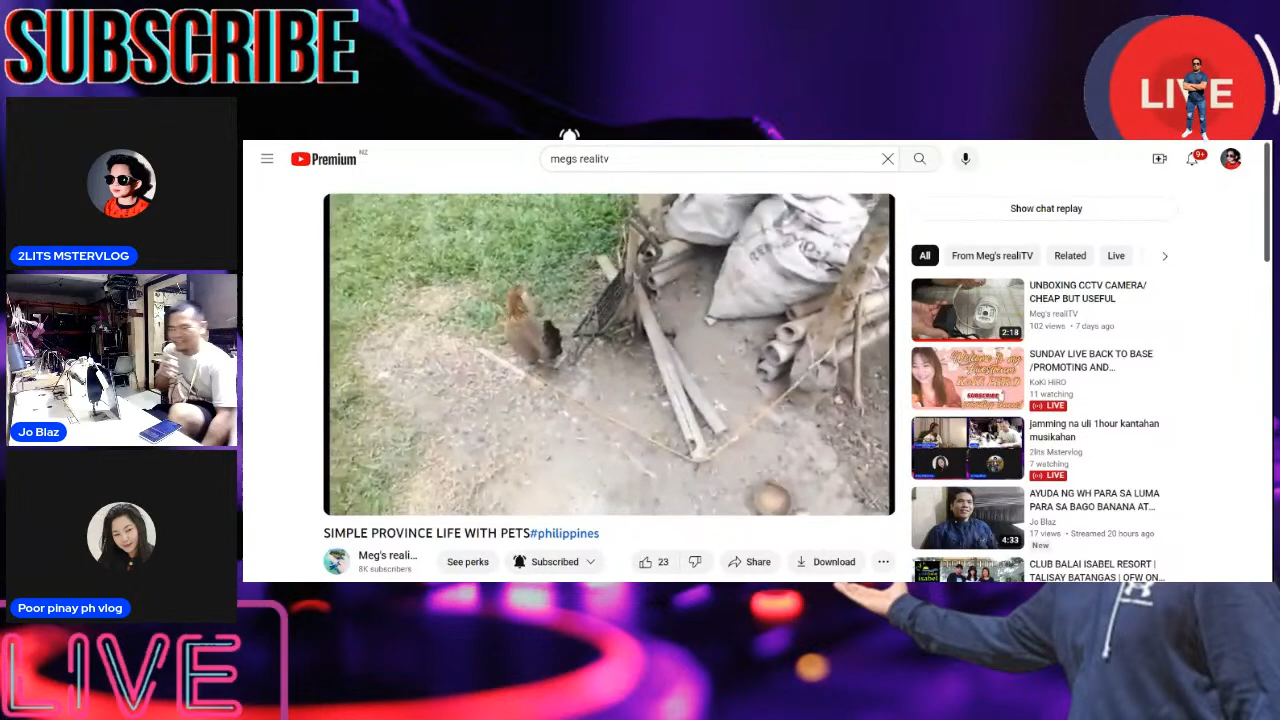 SUBSCRIBE
LIVE
2LITS MSTERVLOG
Jo Blaz
Poor pinay ph vlog
LIVE
Premium NZ
megs realitv
9+
SIMPLE PROVINCE LIFE WITH PETS#philippines
Meg's reali...
8K subscribers
See perks
Subscribed
23
Share
Download
Show chat replay
All
From Meg's realiTV
Related
Live
UNBOXING CCTV CAMERA/
CHEAP BUT USEFUL
Meg's realiTV
102 views • 7 days ago
2:18
SUNDAY LIVE BACK TO BASE
/PROMOTING AND...
KoKi HIRO
11 watching
LIVE
SUBSCRIBE
jamming na uli 1hour kantahan
musikahan
2lits Mstervlog
7 watching
LIVE
AYUDA NG WH PARA SA LUMA
PARA SA BAGO BANANA AT...
Jo Blaz
17 views • Streamed 20 hours ago
New
4:33
CLUB BALAI ISABEL RESORT |
TALISAY BATANGAS | OFW ON...
isabel